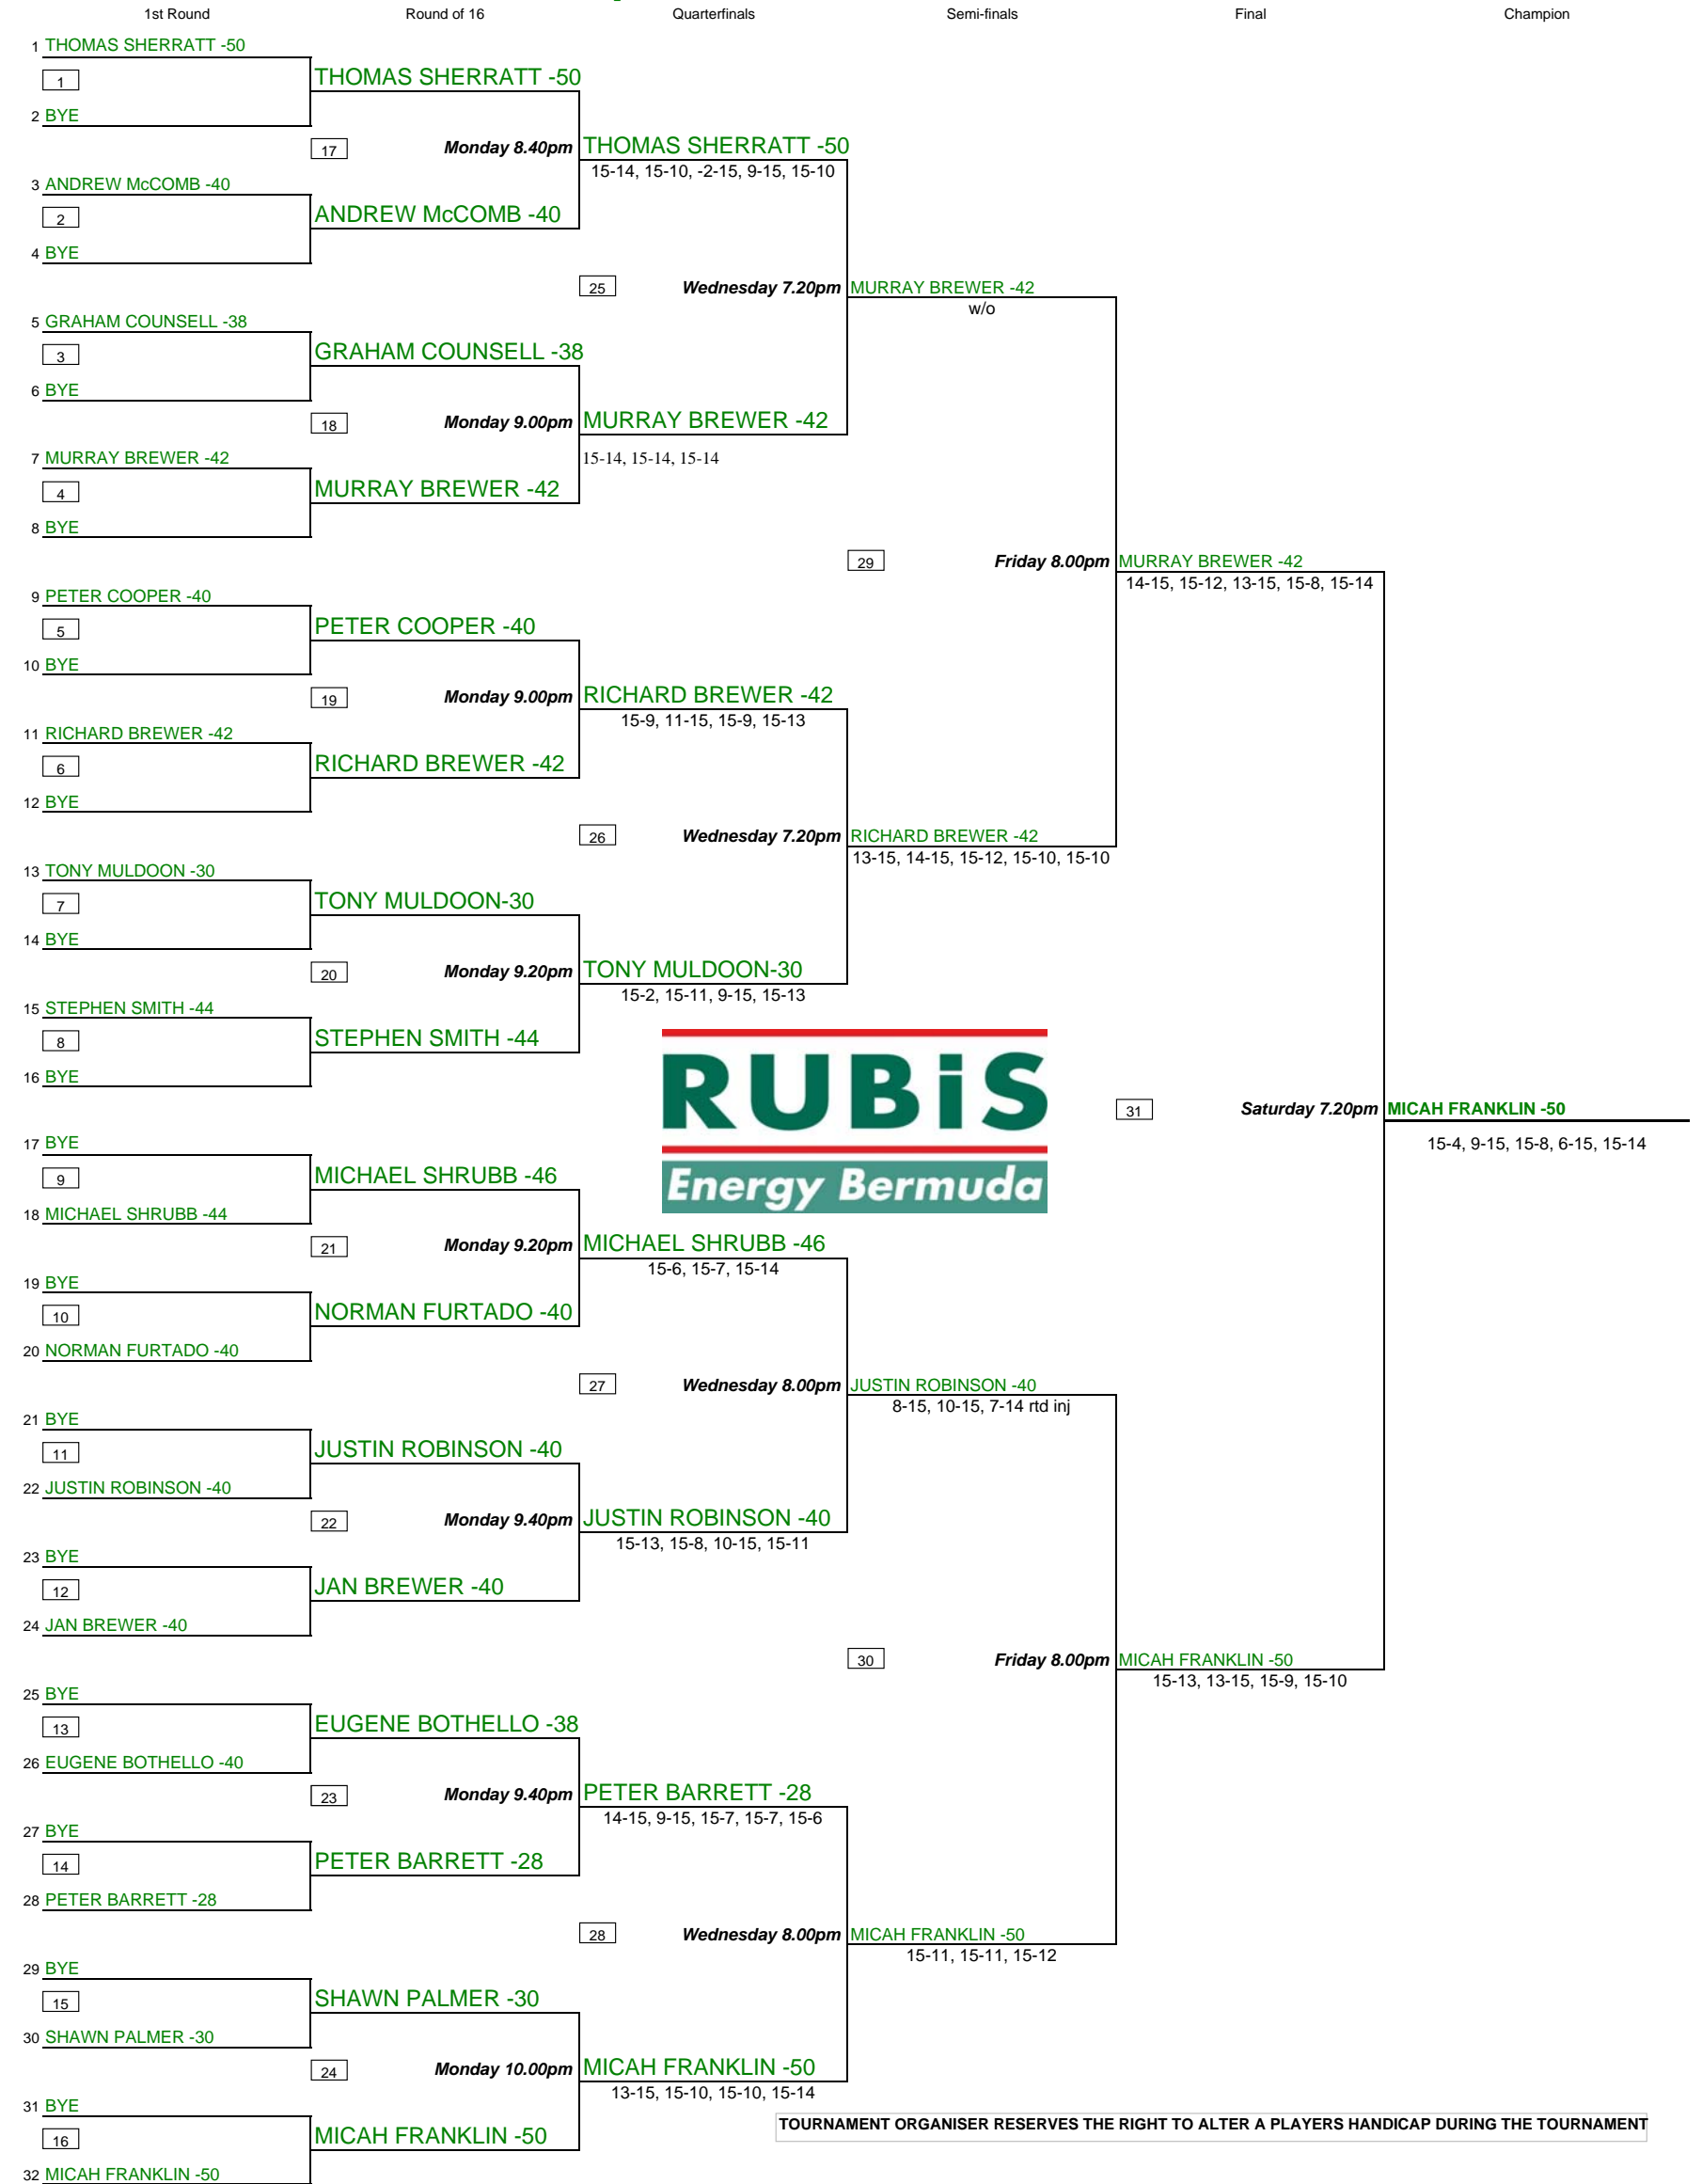 1st Round Round of 16 Quarterfinals Semi-finals Final Champion
1 THOMAS SHERRATT -50
1 THOMAS SHERRATT -50
2 BYE
17 Monday 8.40pm THOMAS SHERRATT -50
15-14, 15-10, -2-15, 9-15, 15-10
3 ANDREW McCOMB -40
2 ANDREW McCOMB -40
4 BYE
25 Wednesday 7.20pm MURRAY BREWER -42
w/o
5 GRAHAM COUNSELL -38
3 GRAHAM COUNSELL -38
6 BYE
18 Monday 9.00pm MURRAY BREWER -42
7 MURRAY BREWER -42 15-14, 15-14, 15-14
4 MURRAY BREWER -42
8 BYE
29 Friday 8.00pm MURRAY BREWER -42
14-15, 15-12, 13-15, 15-8, 15-14
9 PETER COOPER -40
5 PETER COOPER -40
10 BYE
19 Monday 9.00pm RICHARD BREWER -42
15-9, 11-15, 15-9, 15-13
11 RICHARD BREWER -42
6 RICHARD BREWER -42
12 BYE
26 Wednesday 7.20pm RICHARD BREWER -42
13-15, 14-15, 15-12, 15-10, 15-10
13 TONY MULDOON -30
7 TONY MULDOON-30
14 BYE
20 Monday 9.20pm TONY MULDOON-30
15-2, 15-11, 9-15, 15-13
15 STEPHEN SMITH -44
8 STEPHEN SMITH -44
16 BYE
RUBiS
Energy Bermuda
31 Saturday 7.20pm MICAH FRANKLIN -50
15-4, 9-15, 15-8, 6-15, 15-14
17 BYE
9 MICHAEL SHRUBB -46
18 MICHAEL SHRUBB -44
21 Monday 9.20pm MICHAEL SHRUBB -46
15-6, 15-7, 15-14
19 BYE
10 NORMAN FURTADO -40
20 NORMAN FURTADO -40
27 Wednesday 8.00pm JUSTIN ROBINSON -40
8-15, 10-15, 7-14 rtd inj
21 BYE
11 JUSTIN ROBINSON -40
22 JUSTIN ROBINSON -40
22 Monday 9.40pm JUSTIN ROBINSON -40
15-13, 15-8, 10-15, 15-11
23 BYE
12 JAN BREWER -40
24 JAN BREWER -40
30 Friday 8.00pm MICAH FRANKLIN -50
15-13, 13-15, 15-9, 15-10
25 BYE
13 EUGENE BOTHELLO -38
26 EUGENE BOTHELLO -40
23 Monday 9.40pm PETER BARRETT -28
14-15, 9-15, 15-7, 15-7, 15-6
27 BYE
14 PETER BARRETT -28
28 PETER BARRETT -28
28 Wednesday 8.00pm MICAH FRANKLIN -50
15-11, 15-11, 15-12
29 BYE
15 SHAWN PALMER -30
30 SHAWN PALMER -30
24 Monday 10.00pm MICAH FRANKLIN -50
13-15, 15-10, 15-10, 15-14
31 BYE
TOURNAMENT ORGANISER RESERVES THE RIGHT TO ALTER A PLAYERS HANDICAP DURING THE TOURNAMENT
16 MICAH FRANKLIN -50
32 MICAH FRANKLIN -50